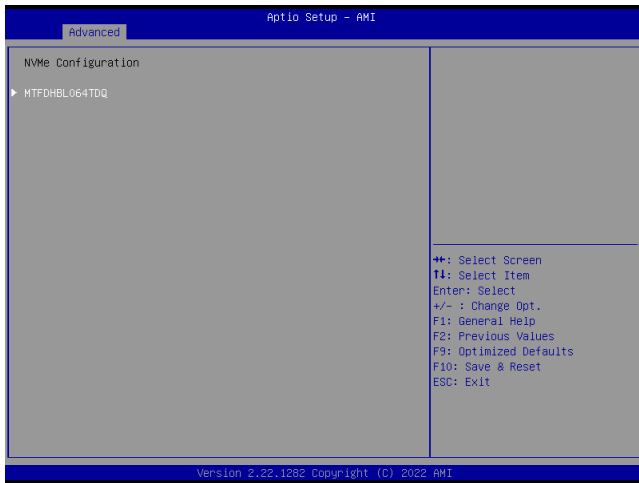 Aptio Setup – AMI
Advanced
NVMe Configuration
MTFDHBL064TDQ
→←: Select Screen
↑↓: Select Item
Enter: Select
+/- : Change Opt.
F1: General Help
F2: Previous Values
F9: Optimized Defaults
F10: Save & Reset
ESC: Exit
Version 2.22.1282 Copyright (C) 2022 AMI